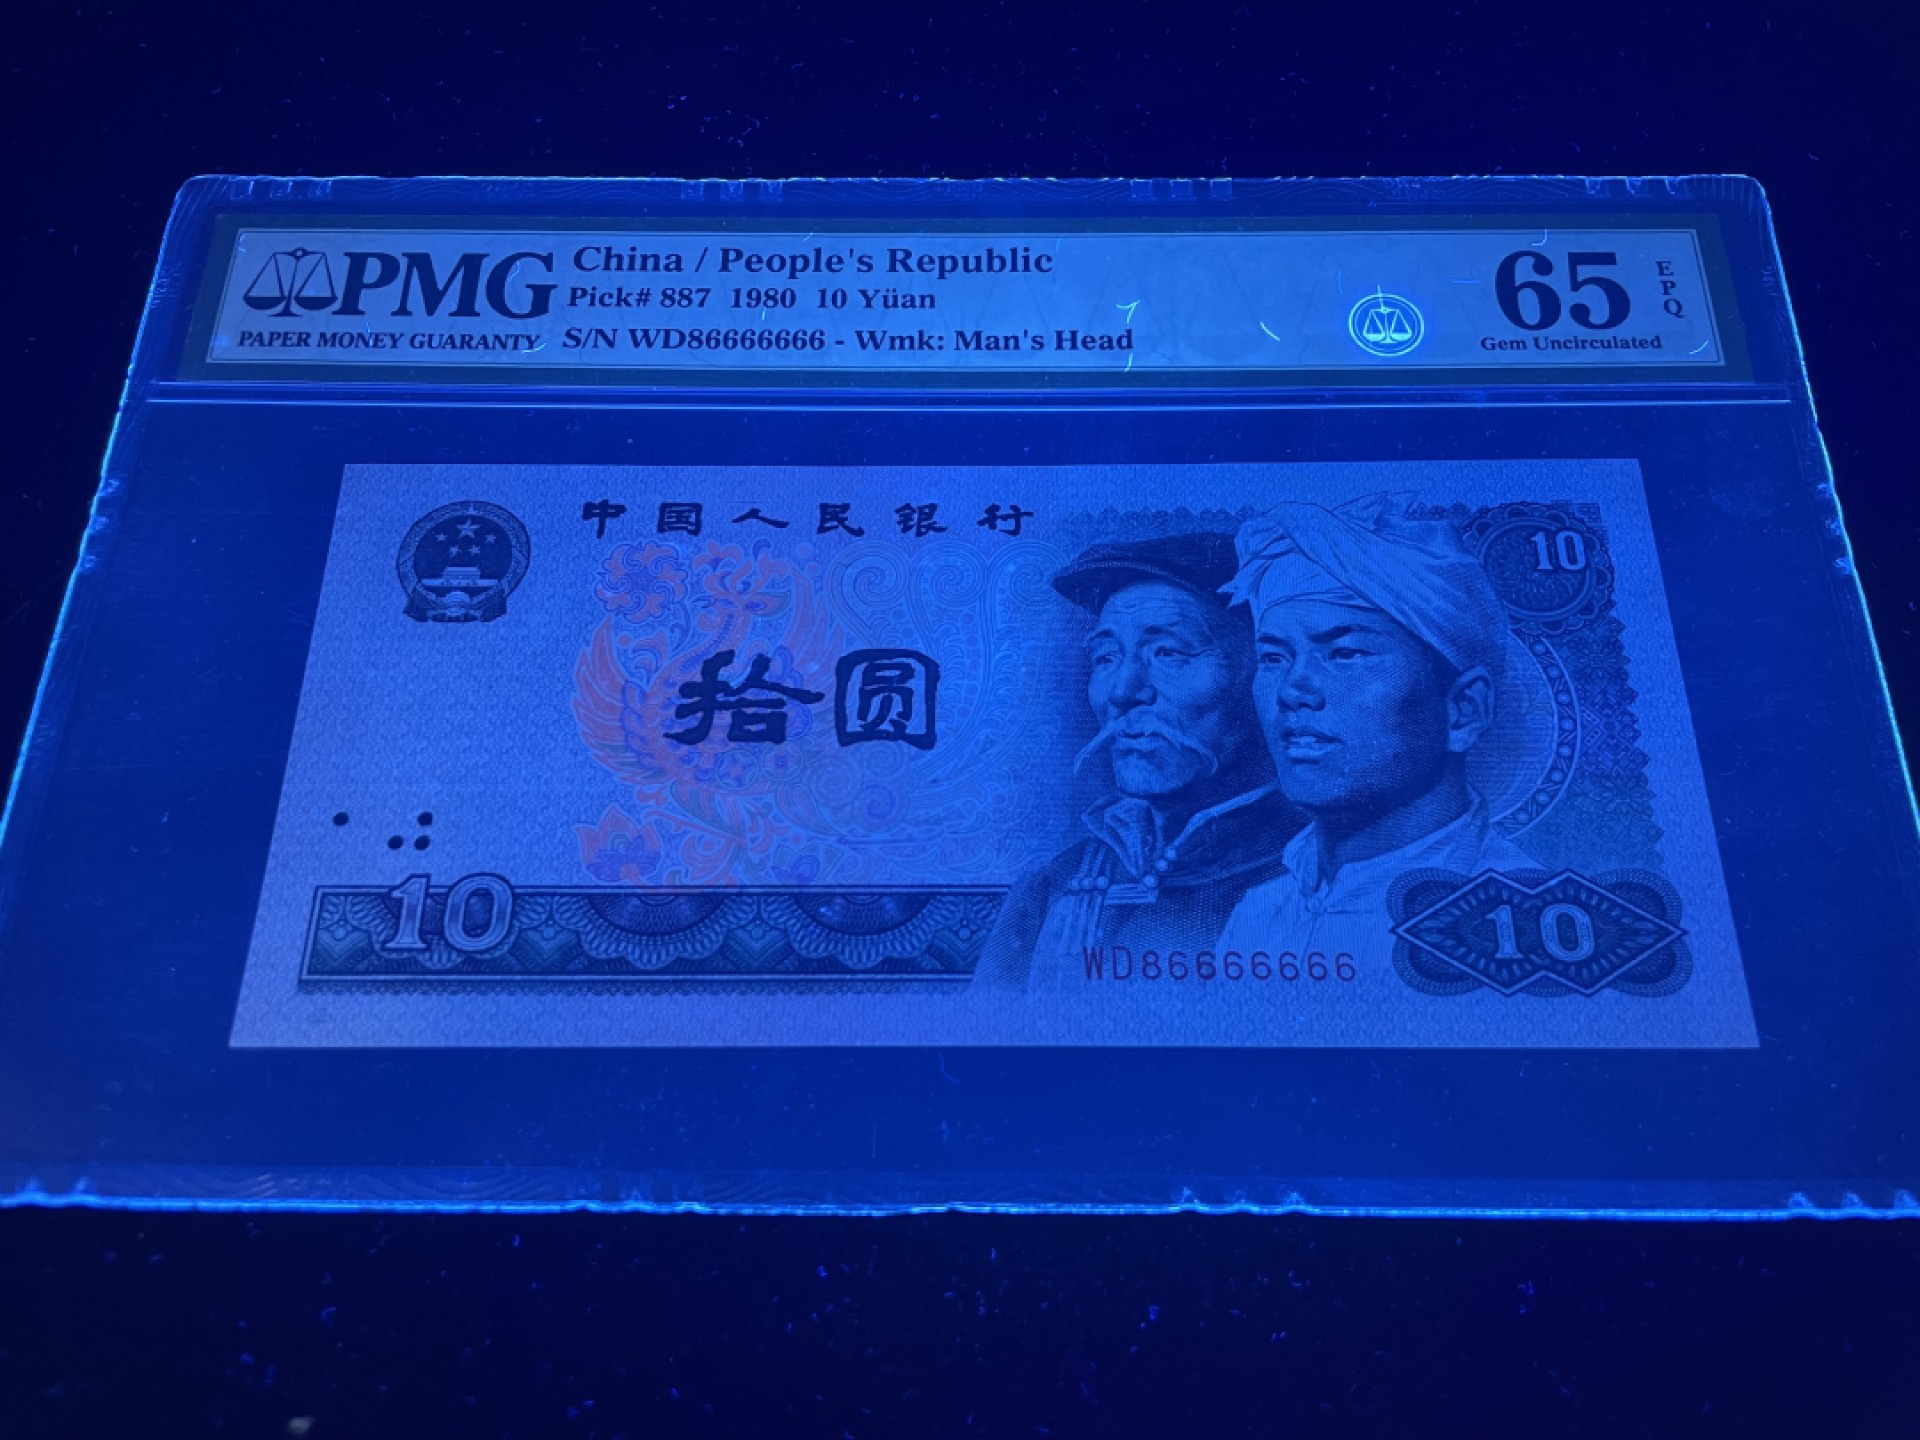 PMG
PAPER MONEY GUARANTY
China / People's Republic
Pick# 887 1980 10 Yüan
S/N WD86666666 - Wmk: Man's Head
65
EPQ
Gem Uncirculated
中国人民银行
10
拾圆
10
WD86666666
10